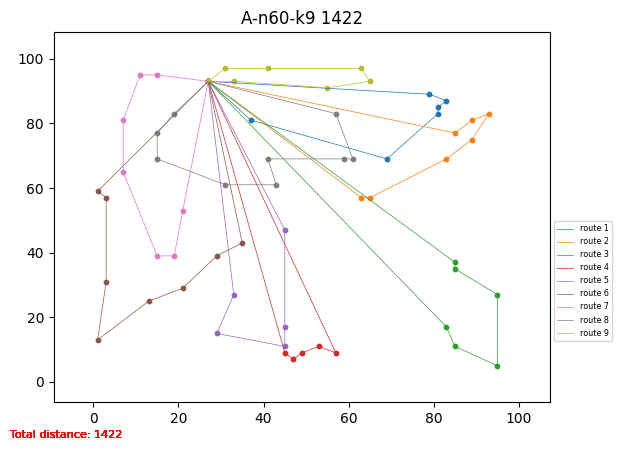 A-n60-k9 1422
100
80
60
40
20
0
0 20 40 60 80 100
route 1
route 2
route 3
route 4
route 5
route 6
route 7
route 8
route 9
Total distance: 1422